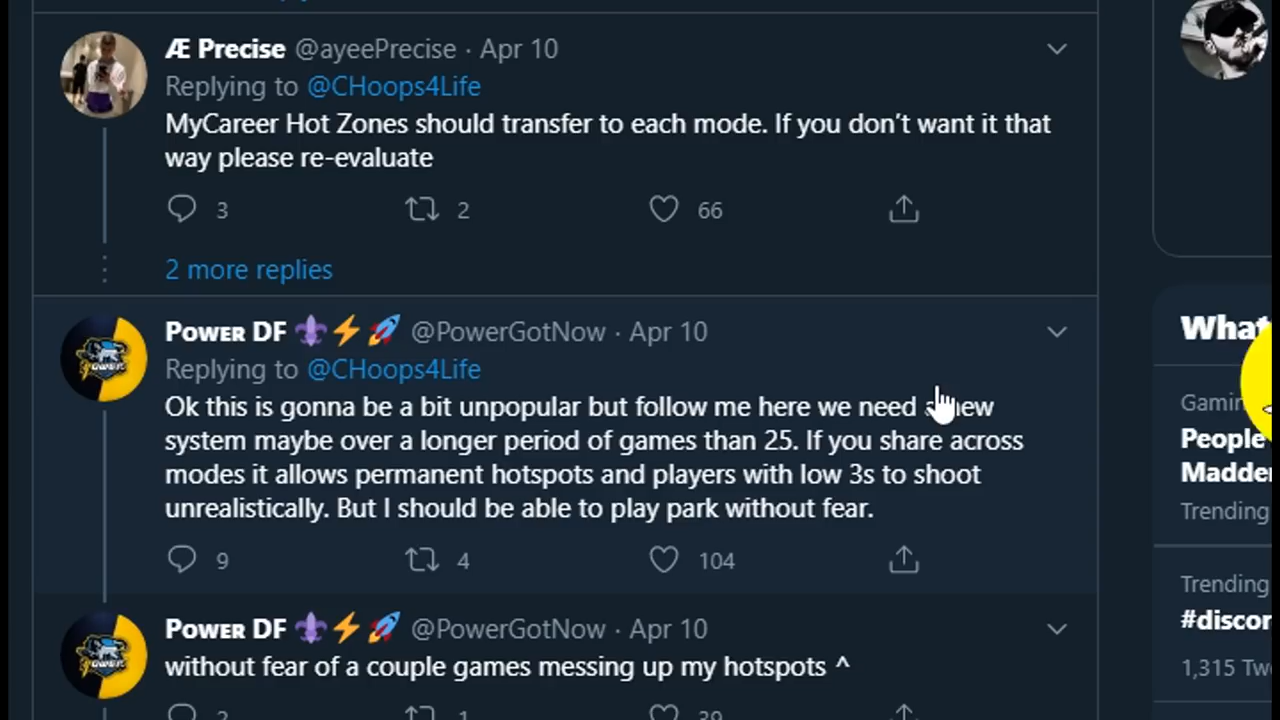 Æ Precise @ayeePrecise · Apr 10
Replying to @CHoops4Life
MyCareer Hot Zones should transfer to each mode. If you don't want it that
way please re-evaluate
3 2 66
2 more replies
Power DF @PowerGotNow · Apr 10
Replying to @CHoops4Life
Ok this is gonna be a bit unpopular but follow me here we need a new
system maybe over a longer period of games than 25. If you share across
modes it allows permanent hotspots and players with low 3s to shoot
unrealistically. But I should be able to play park without fear.
9 4 104
Power DF @PowerGotNow · Apr 10
without fear of a couple games messing up my hotspots ^
2 1 39
What
Gamin
People
Madde
Trending
Trending
#discor
1,315 Tw